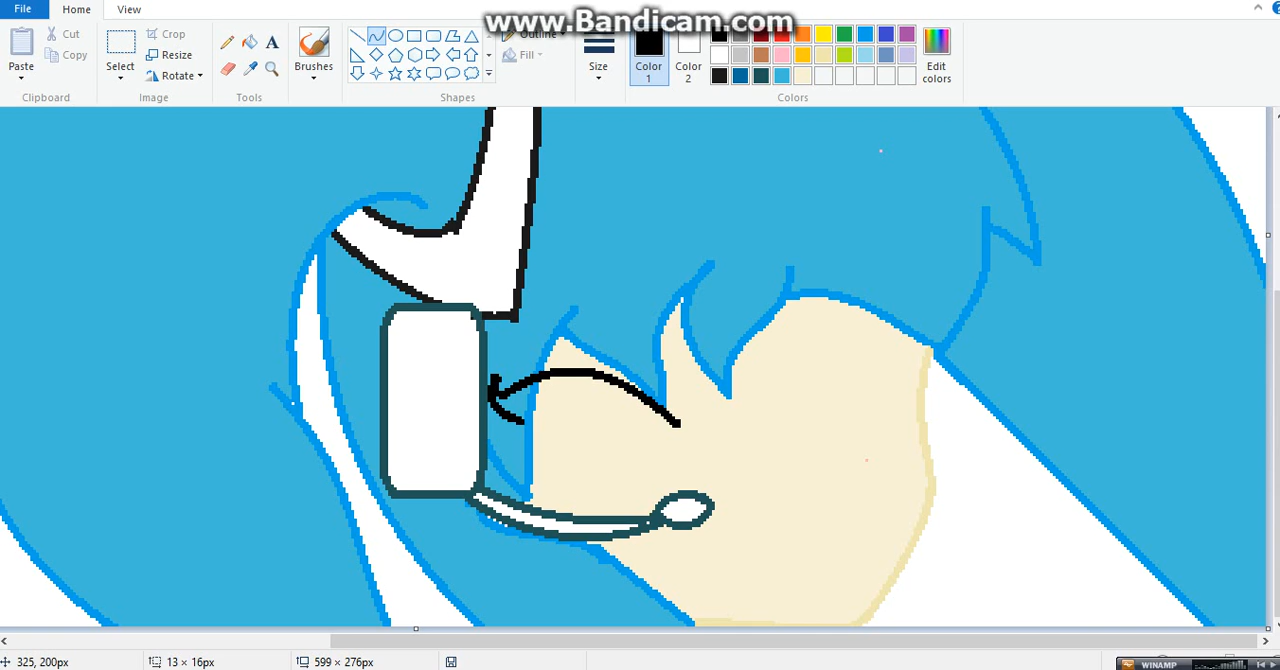 File Home View
www.Bandicam.com
Paste
Cut
Copy
Clipboard
Select
Crop
Resize
Rotate
Image
Tools
Brushes
Outline
Fill
Shapes
Size
Color 1
Color 2
Edit colors
Colors
325, 200px 13 × 16px 599 × 276px
WINAMP